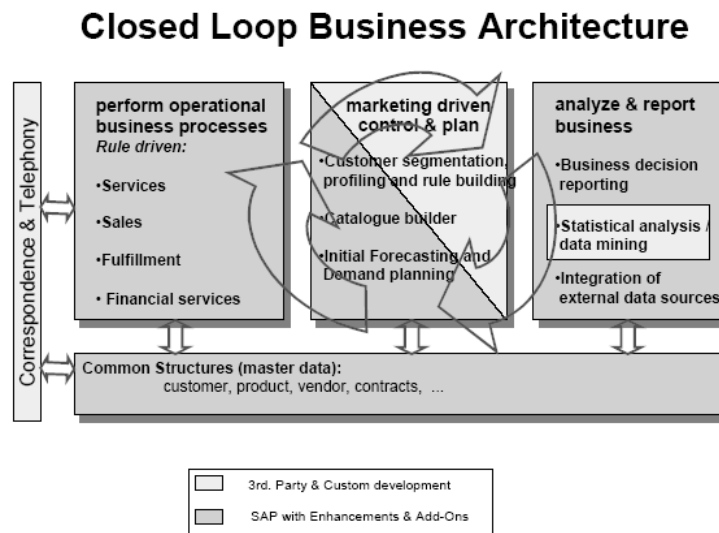 Closed Loop Business Architecture
Correspondence & Telephony
perform operational
business processes
Rule driven:
•Services
•Sales
•Fulfillment
• Financial services
marketing driven
control & plan
•Customer segmentation,
profiling and rule building
•Catalogue builder
•Initial Forecasting and
Demand planning
analyze & report
business
•Business decision
reporting
•Statistical analysis /
data mining
•Integration of
external data sources
Common Structures (master data):
customer, product, vendor, contracts, ...
3rd. Party & Custom development
SAP with Enhancements & Add-Ons